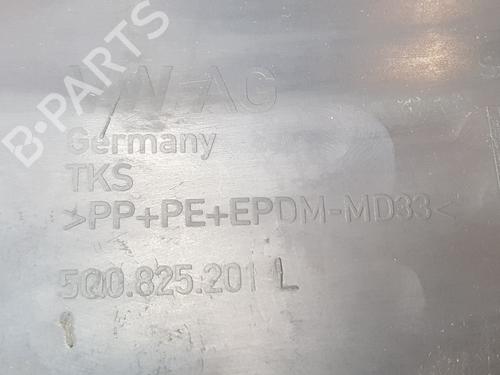 B-PARTS
VW AG
Germany
TKS
>PP+PE+EPDM-MD33<
5Q0.825.201 L